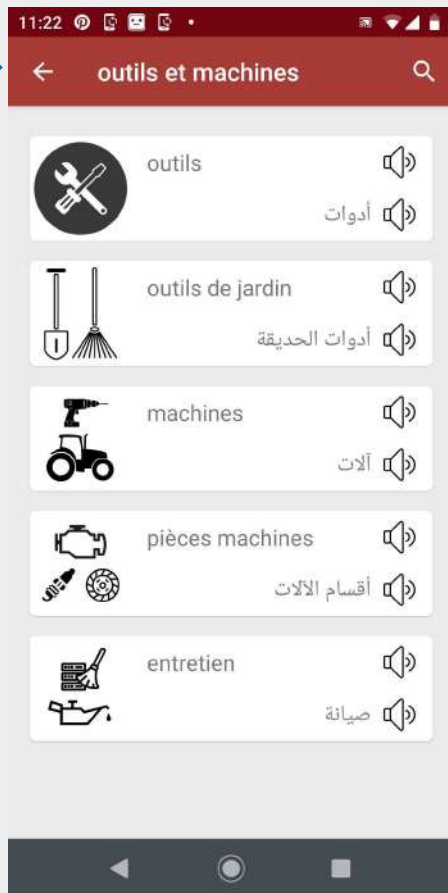 11:22
outils et machines
outils
أدوات
outils de jardin
أدوات الحديقة
machines
آلات
pièces machines
أقسام الآلات
entretien
صيانة